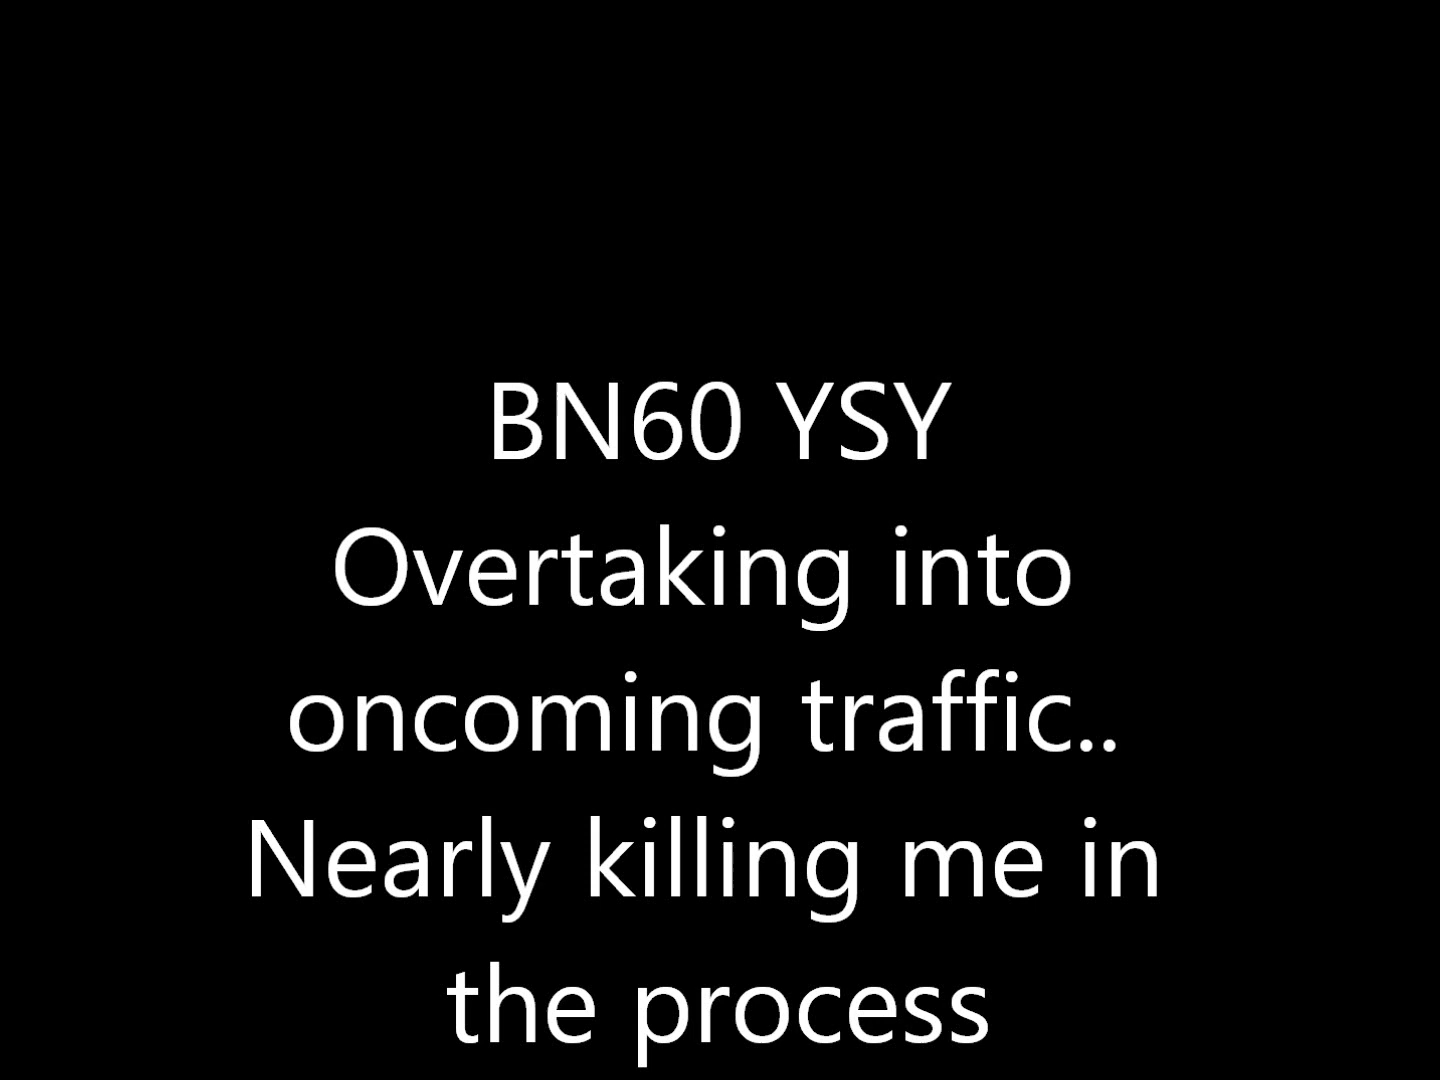 BN60 YSY
Overtaking into
oncoming traffic..
Nearly killing me in
the process